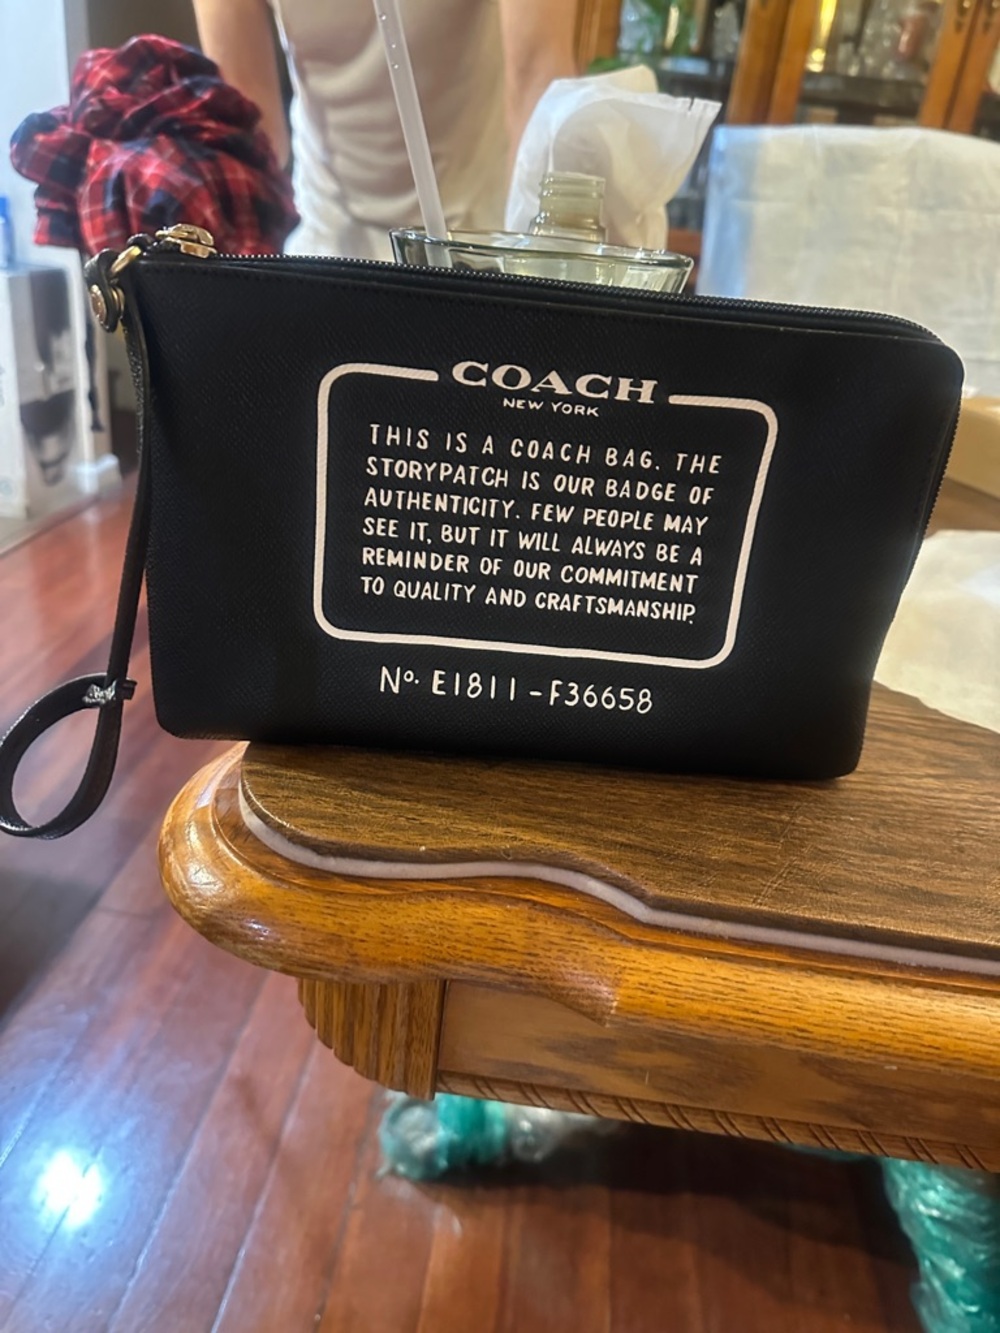 COACH
NEW YORK
THIS IS A COACH BAG. THE
STORYPATCH IS OUR BADGE OF
AUTHENTICITY. FEW PEOPLE MAY
SEE IT, BUT IT WILL ALWAYS BE A
REMINDER OF OUR COMMITMENT
TO QUALITY AND CRAFTSMANSHIP.
No. E1811-F36658